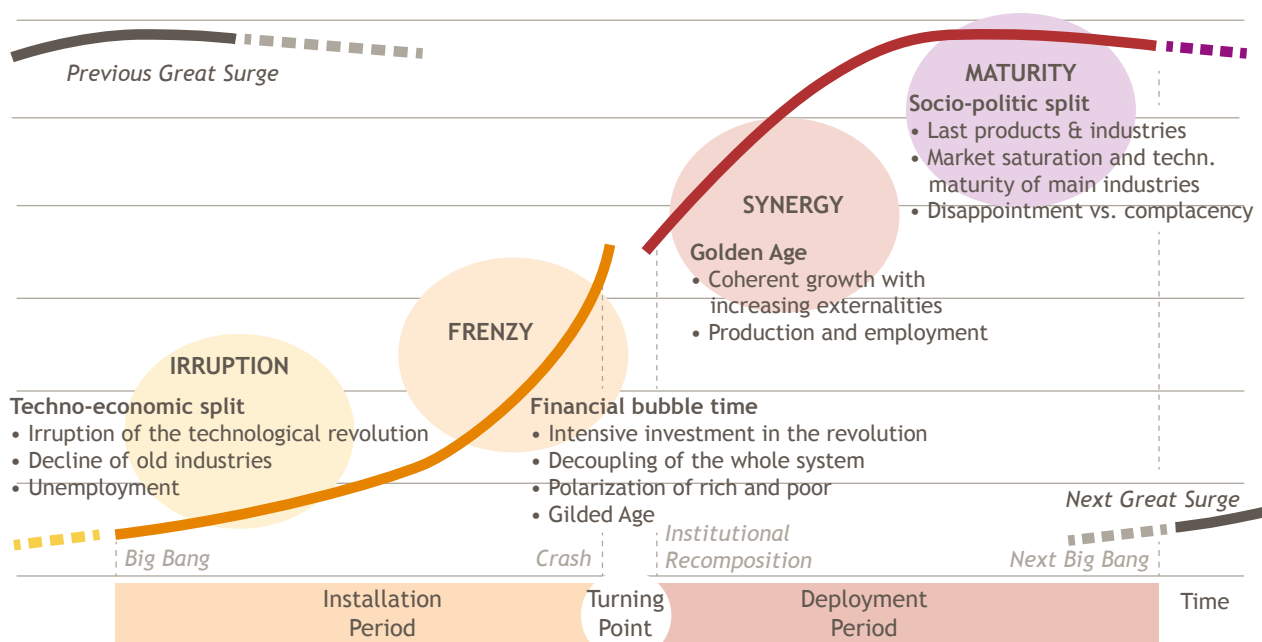 Previous Great Surge
MATURITY
Socio-politic split
• Last products & industries
• Market saturation and techn.
maturity of main industries
• Disappointment vs. complacency
SYNERGY
Golden Age
• Coherent growth with
increasing externalities
• Production and employment
FRENZY
Financial bubble time
• Intensive investment in the revolution
• Decoupling of the whole system
• Polarization of rich and poor
• Gilded Age
IRRUPTION
Techno-economic split
• Irruption of the technological revolution
• Decline of old industries
• Unemployment
Next Great Surge
Big Bang
Crash
Institutional
Recomposition
Next Big Bang
Installation
Period
Turning
Point
Deployment
Period
Time